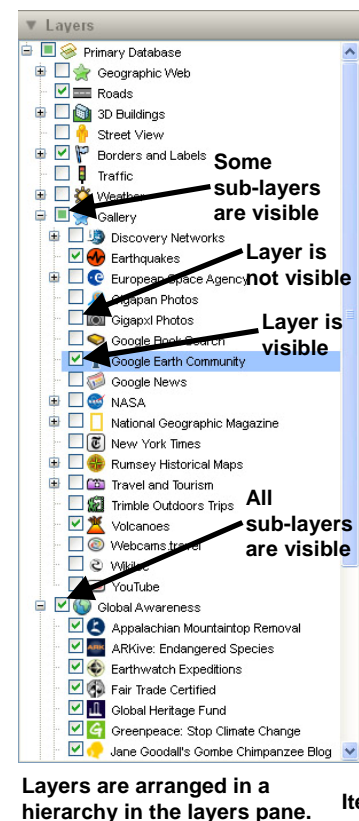 Layers
Primary Database
Geographic Web
Roads
3D Buildings
Street View
Borders and Labels
Traffic
Weather
Gallery
Some
sub-layers
are visible
Discovery Networks
Earthquakes
European Space Agency
Layer is
not visible
Gigapan Photos
Gigapxl Photos
Google Book Search
Layer is
visible
Google Earth Community
Google News
NASA
National Geographic Magazine
New York Times
Rumsey Historical Maps
Travel and Tourism
Trimble Outdoors Trips
Volcanoes
Webcams.travel
Wikiloc
YouTube
All
sub-layers
are visible
Global Awareness
Appalachian Mountaintop Removal
ARKive: Endangered Species
Earthwatch Expeditions
Fair Trade Certified
Global Heritage Fund
Greenpeace: Stop Climate Change
Jane Goodall's Gombe Chimpanzee Blog
Layers are arranged in a
hierarchy in the layers pane.